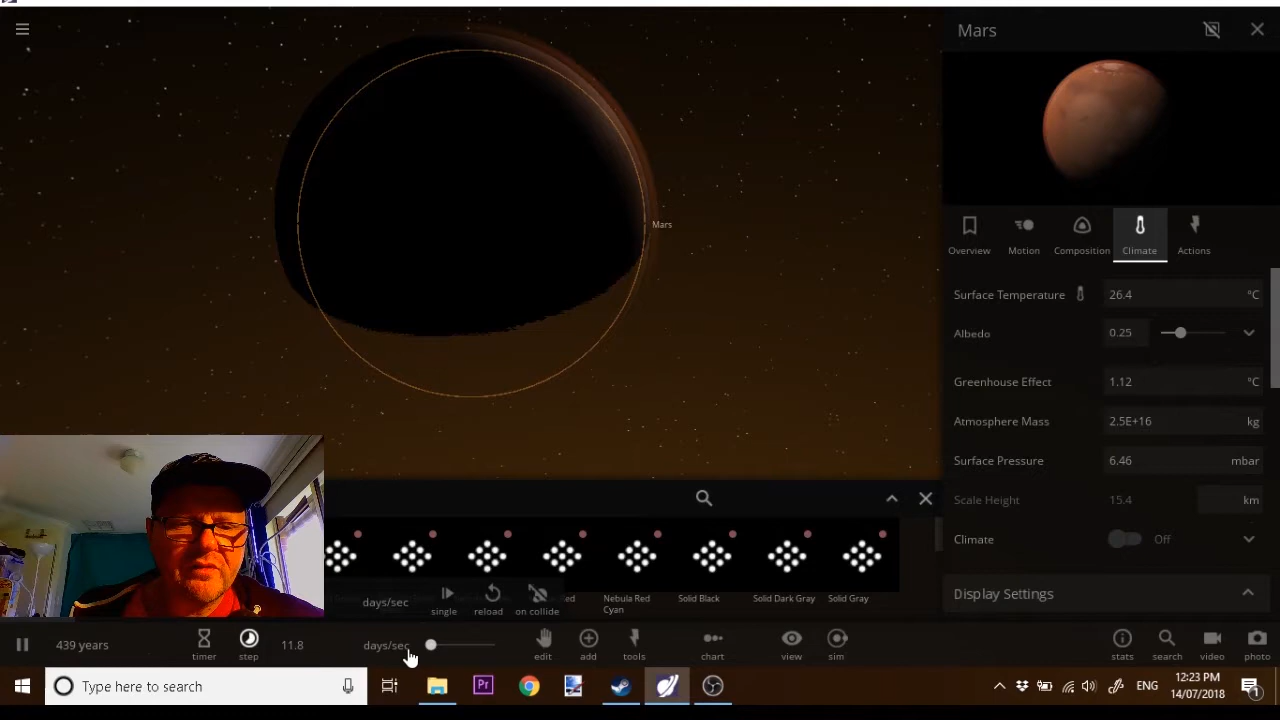 Mars
Mars
Overview
Motion
Composition
Climate
Actions
Surface Temperature 26.4 °C
Albedo 0.25
Greenhouse Effect 1.12 °C
Atmosphere Mass 2.5E+16 kg
Surface Pressure 6.46 mbar
Scale Height 15.4 km
Climate Off
Display Settings
Nebula Red
Cyan
Solid Black
Solid Dark Gray
Solid Gray
days/sec
single
reload
on collide
439 years
timer
step
11.8
days/sec
edit
add
tools
chart
view
sim
stats
search
video
photo
Type here to search
Pr
ENG
12:23 PM
14/07/2018
1